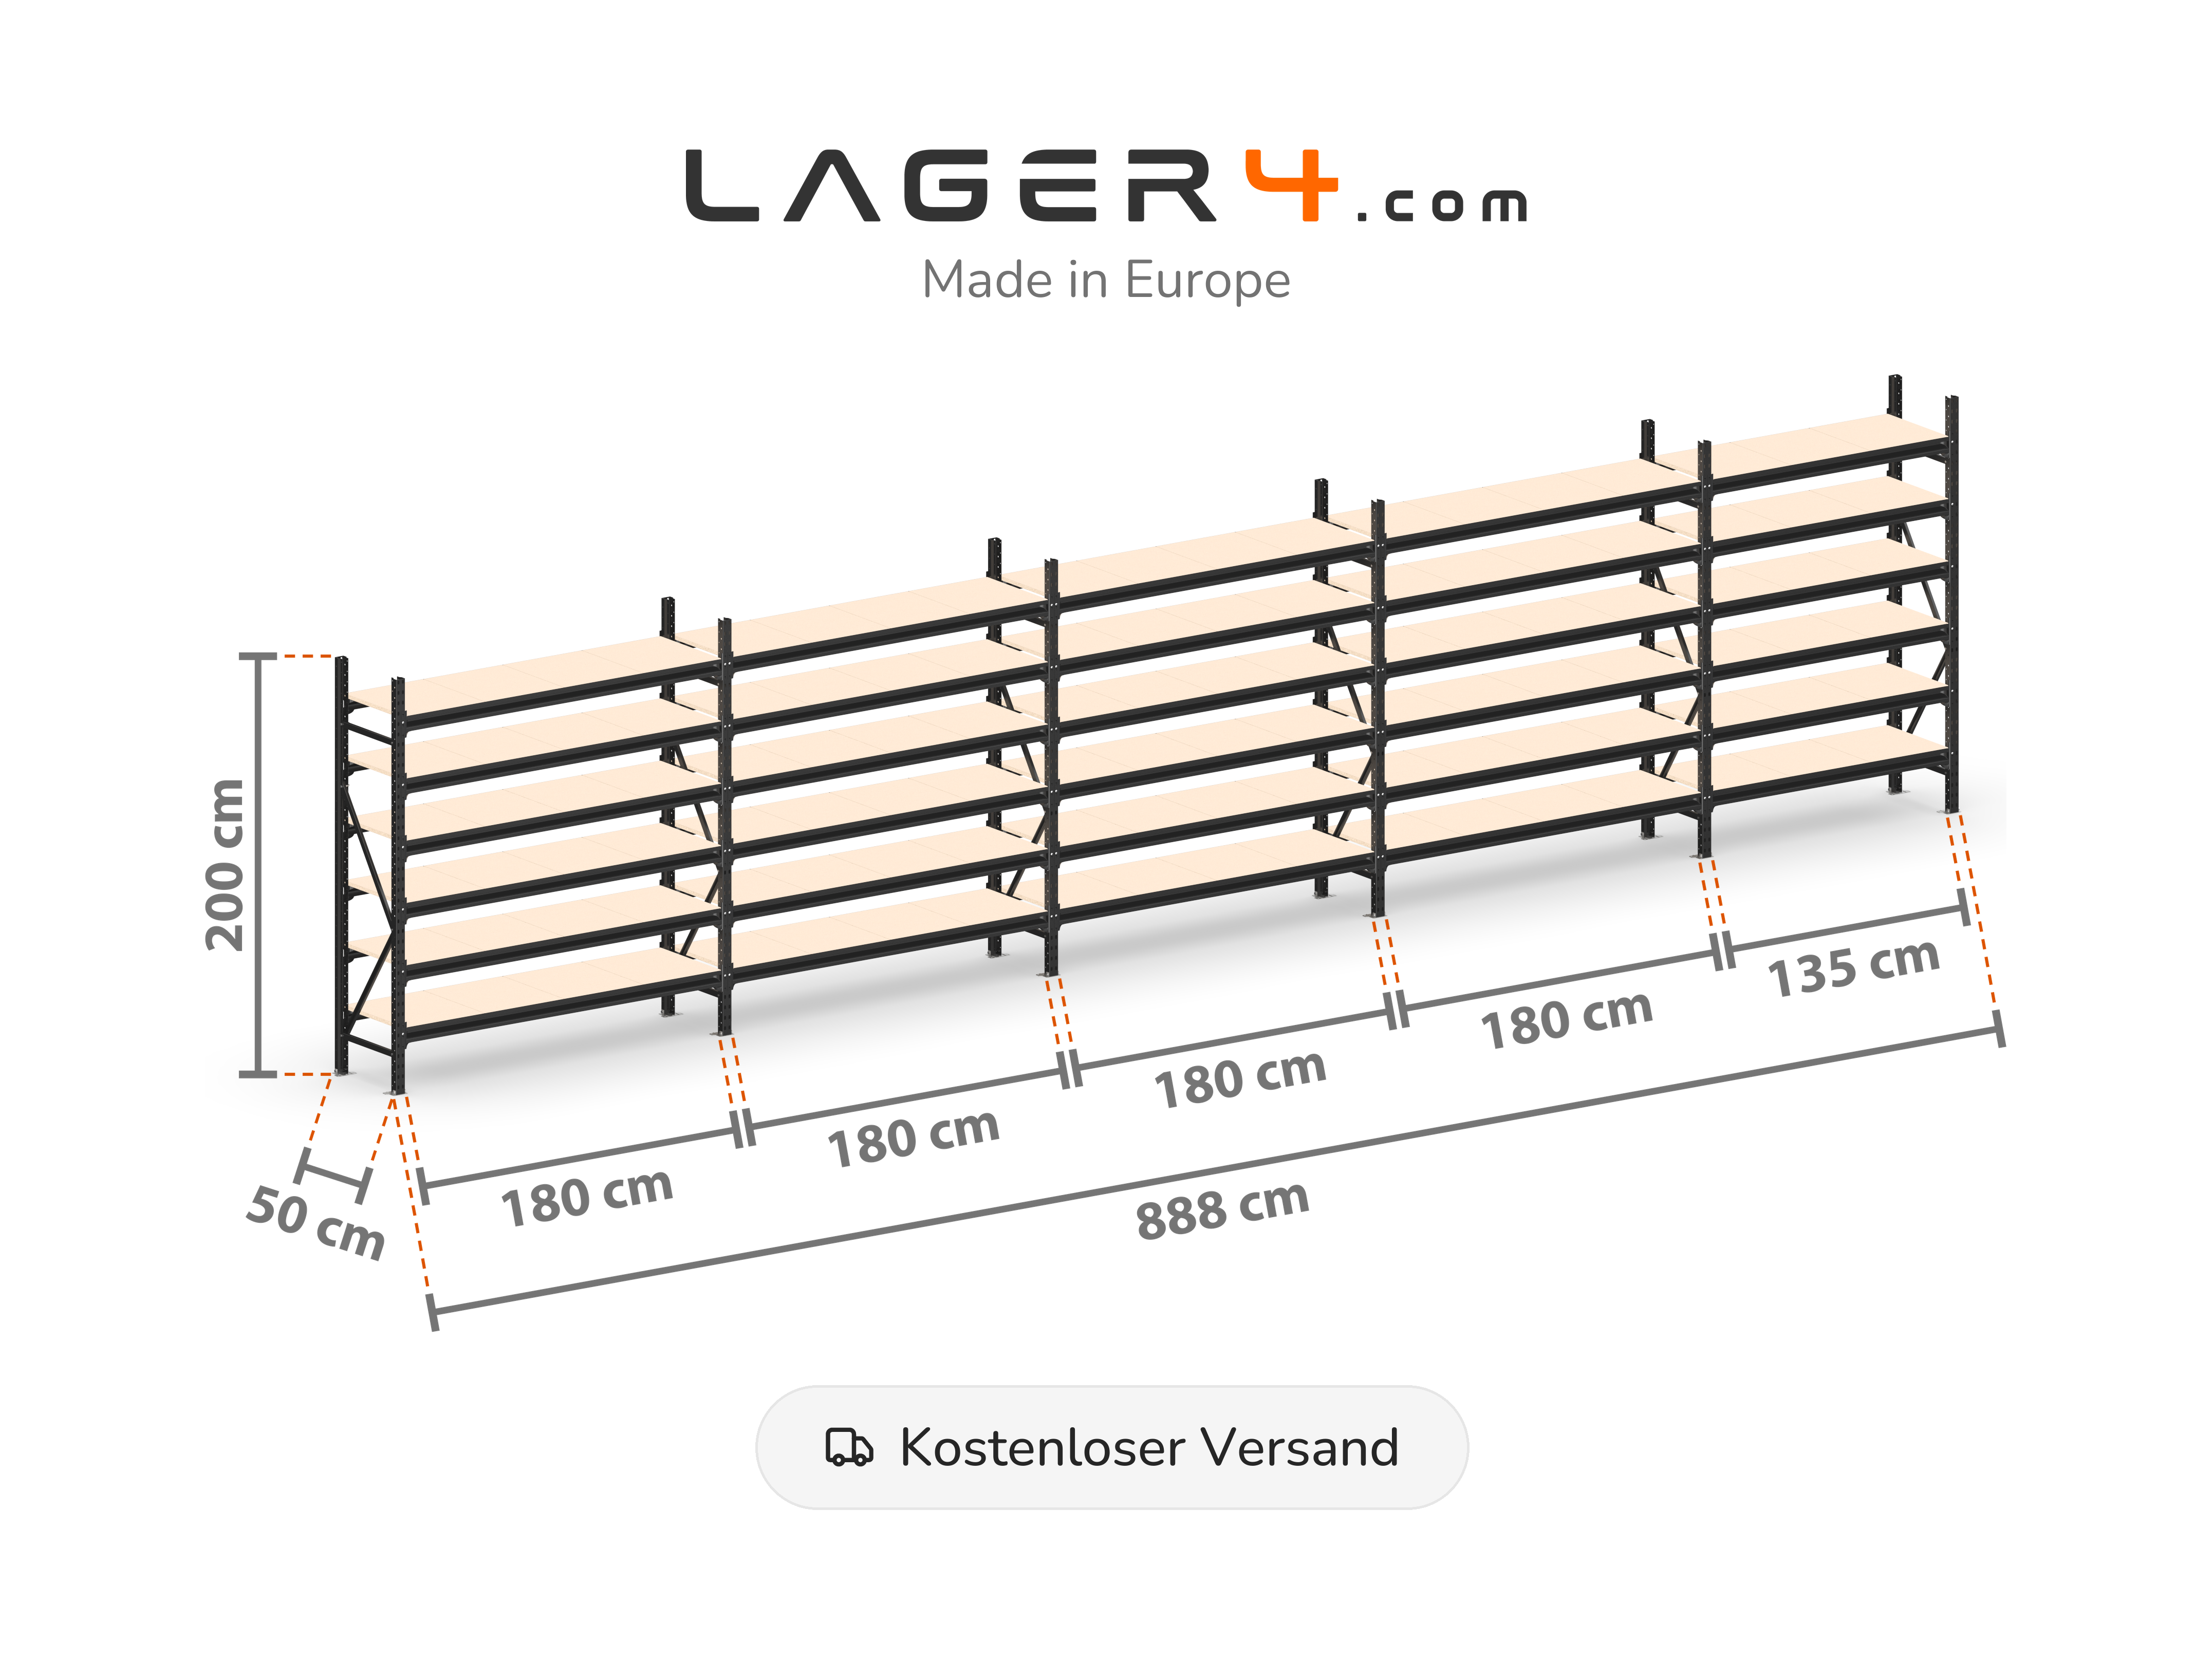 LAGER4.com
Made in Europe
200 cm
50 cm
180 cm
180 cm
180 cm
180 cm
135 cm
888 cm
Kostenloser Versand